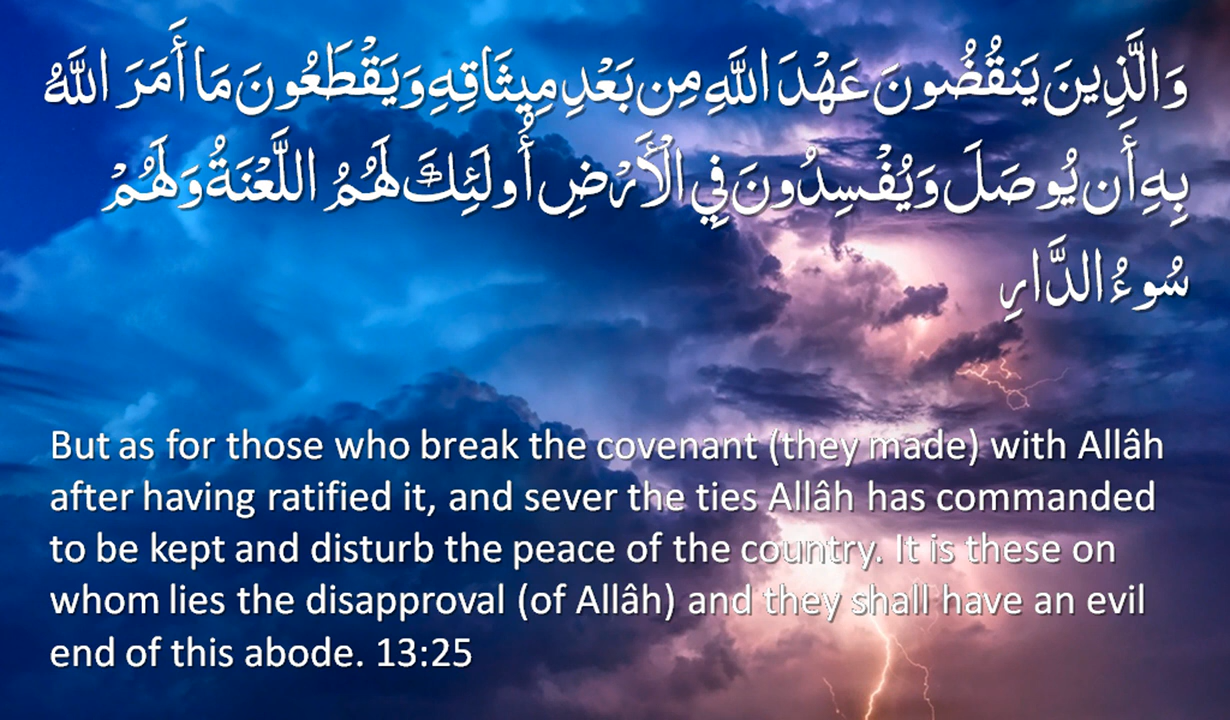 وَالَّذِينَ يَنقُضُونَ عَهْدَ اللَّهِ مِن بَعْدِ مِيثَاقِهِ وَيَقْطَعُونَ مَا أَمَرَ اللَّهُ
بِهِ أَن يُوصَلَ وَيُفْسِدُونَ فِي الْأَرْضِ أُولَئِكَ لَهُمُ اللَّعْنَةُ وَلَهُمْ
سُوءُ الدَّارِ
But as for those who break the covenant (they made) with Allâh
after having ratified it, and sever the ties Allâh has commanded
to be kept and disturb the peace of the country. It is these on
whom lies the disapproval (of Allâh) and they shall have an evil
end of this abode. 13:25